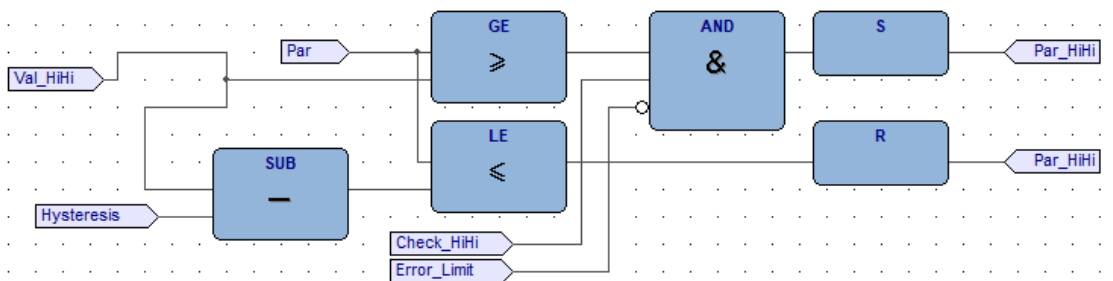 GE
AND
S
Par
≥
&
Par_HiHi
Val_HiHi
LE
R
SUB
≤
Par_HiHi
−
Hysteresis
Check_HiHi
Error_Limit